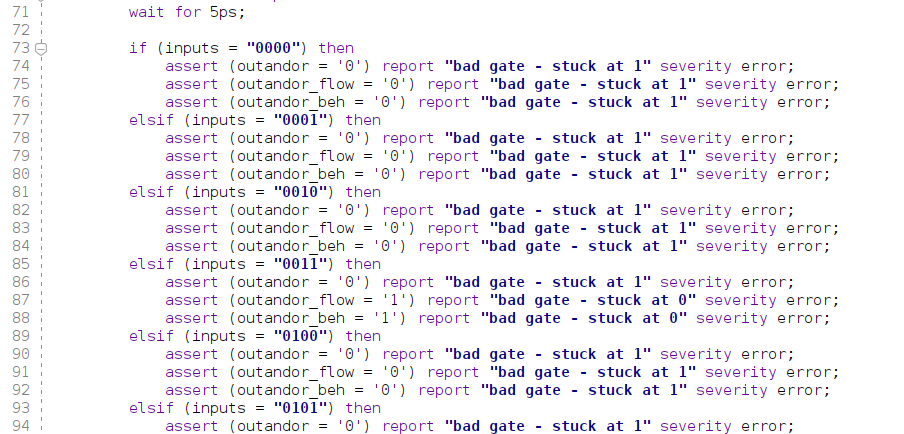 71 wait for 5ps;
72
73 if (inputs = "0000") then
74 assert (outandor = '0') report "bad gate - stuck at 1" severity error;
75 assert (outandor_flow = '0') report "bad gate - stuck at 1" severity error;
76 assert (outandor_beh = '0') report "bad gate - stuck at 1" severity error;
77 elsif (inputs = "0001") then
78 assert (outandor = '0') report "bad gate - stuck at 1" severity error;
79 assert (outandor_flow = '0') report "bad gate - stuck at 1" severity error;
80 assert (outandor_beh = '0') report "bad gate - stuck at 1" severity error;
81 elsif (inputs = "0010") then
82 assert (outandor = '0') report "bad gate - stuck at 1" severity error;
83 assert (outandor_flow = '0') report "bad gate - stuck at 1" severity error;
84 assert (outandor_beh = '0') report "bad gate - stuck at 1" severity error;
85 elsif (inputs = "0011") then
86 assert (outandor = '0') report "bad gate - stuck at 1" severity error;
87 assert (outandor_flow = '1') report "bad gate - stuck at 0" severity error;
88 assert (outandor_beh = '1') report "bad gate - stuck at 0" severity error;
89 elsif (inputs = "0100") then
90 assert (outandor = '0') report "bad gate - stuck at 1" severity error;
91 assert (outandor_flow = '0') report "bad gate - stuck at 1" severity error;
92 assert (outandor_beh = '0') report "bad gate - stuck at 1" severity error;
93 elsif (inputs = "0101") then
94 assert (outandor = '0') report "bad gate - stuck at 1" severity error;